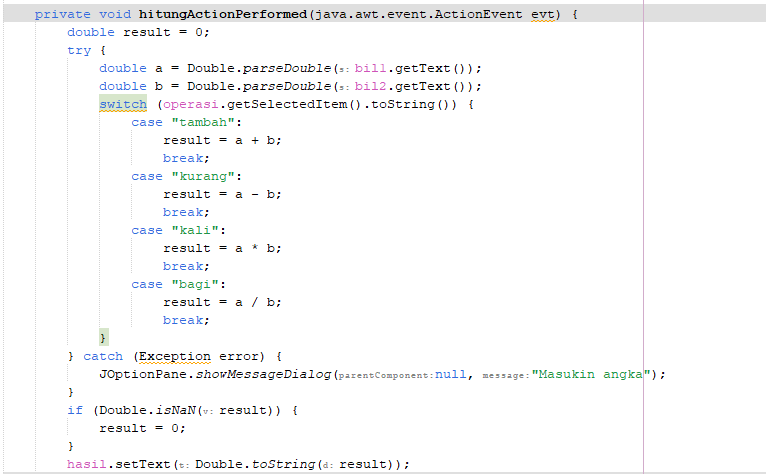 private void hitungActionPerformed(java.awt.event.ActionEvent evt) {
double result = 0;
try {
double a = Double.parseDouble(s: bil1.getText());
double b = Double.parseDouble(s: bil2.getText());
switch (operasi.getSelectedItem().toString()) {
case "tambah":
result = a + b;
break;
case "kurang":
result = a - b;
break;
case "kali":
result = a * b;
break;
case "bagi":
result = a / b;
break;
}
} catch (Exception error) {
JOptionPane.showMessageDialog(parentComponent:null, message:"Masukin angka");
}
if (Double.isNaN(v: result)) {
result = 0;
}
hasil.setText(t: Double.toString(d: result));